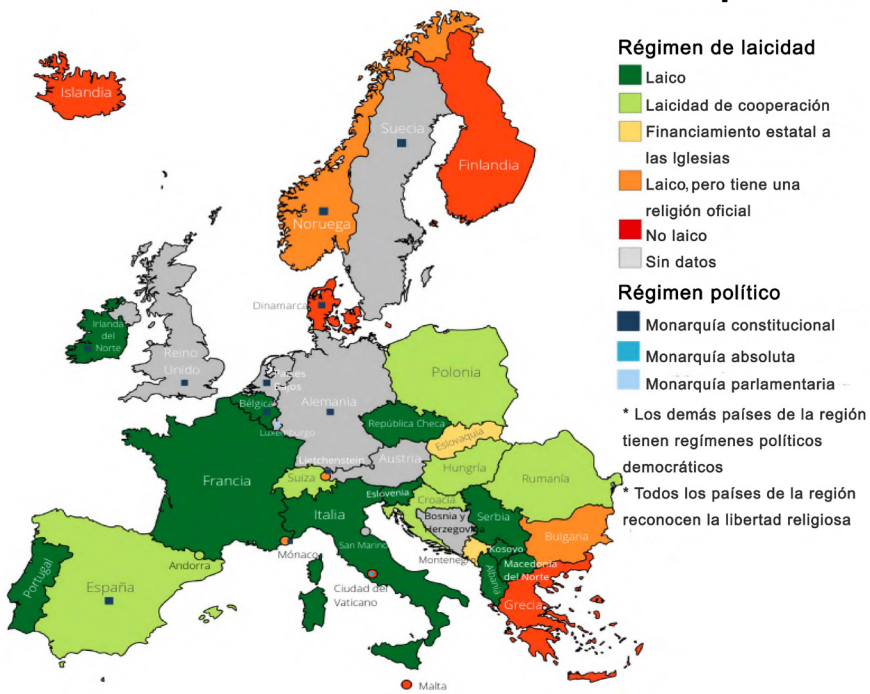 Régimen de laicidad
Laico
Laicidad de cooperación
Financiamiento estatal a
las Iglesias
Laico, pero tiene una
religión oficial
No laico
Sin datos
Régimen político
Monarquía constitucional
Monarquía absoluta
Monarquía parlamentaria
* Los demás países de la región
tienen regímenes políticos
democráticos
* Todos los países de la región
reconocen la libertad religiosa
Islandia
Suecia
Finlandia
Noruega
Dinamarca
Irlanda
del
Norte
Reino
Unido
Países
Bajos
Polonia
Bélgica
Alemania
Luxemburgo
República Checa
Eslovaquia
Lietchenstein
Austria
Francia
Suiza
Hungría
Rumanía
Eslovenia
Croacia
Italia
Bosnia y
Herzegovina
Serbia
San Marino
Bulgaria
Mónaco
Montenegro
Kosovo
Andorra
Macedonia
del Norte
Albania
Portugal
España
Ciudad del
Vaticano
Grecia
Malta